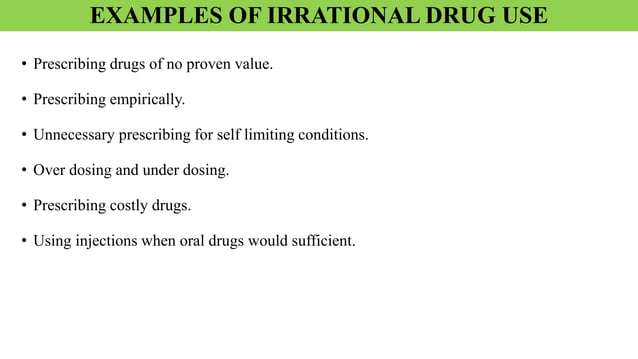 EXAMPLES OF IRRATIONAL DRUG USE
• Prescribing drugs of no proven value.
• Prescribing empirically.
• Unnecessary prescribing for self limiting conditions.
• Over dosing and under dosing.
• Prescribing costly drugs.
• Using injections when oral drugs would sufficient.